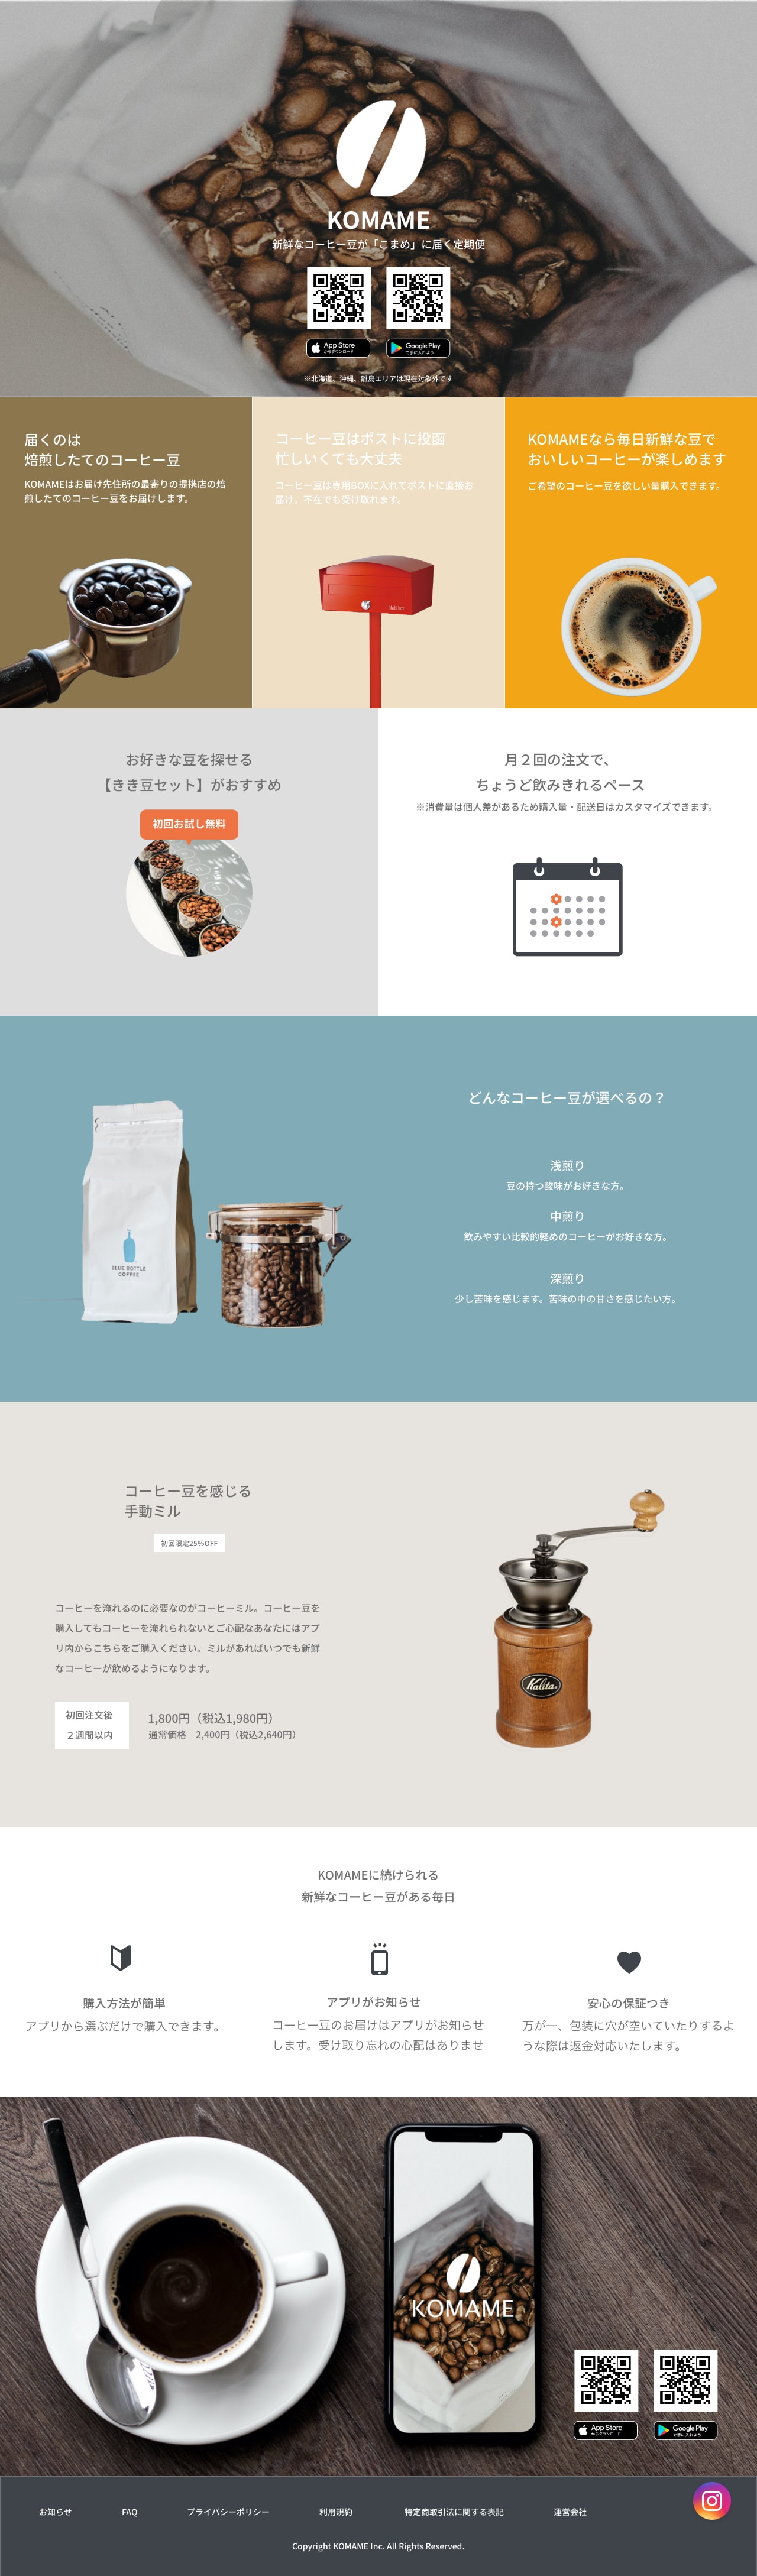 KOMAME
新鮮なコーヒー豆が「こまめ」に届く定期便
App Store
からダウンロード
Google Play
で手に入れよう
※北海道、沖縄、離島エリアは現在対象外です
届くのは
焙煎したてのコーヒー豆
KOMAMEはお届け先住所の最寄りの提携店の焙
煎したてのコーヒー豆をお届けします。
コーヒー豆はポストに投函
忙しいくても大丈夫
コーヒー豆は専用BOXに入れてポストに直接お
届け。不在でも受け取れます。
KOMAMEなら毎日新鮮な豆で
おいしいコーヒーが楽しめます
ご希望のコーヒー豆を欲しい量購入できます。
お好きな豆を探せる
【きき豆セット】がおすすめ
初回お試し無料
月２回の注文で、
ちょうど飲みきれるペース
※消費量は個人差があるため購入量・配送日はカスタマイズできます。
どんなコーヒー豆が選べるの？
浅煎り
豆の持つ酸味がお好きな方。
中煎り
飲みやすい比較的軽めのコーヒーがお好きな方。
深煎り
少し苦味を感じます。苦味の中の甘さを感じたい方。
BLUE BOTTLE
COFFEE
コーヒー豆を感じる
手動ミル
初回限定25%OFF
コーヒーを淹れるのに必要なのがコーヒーミル。コーヒー豆を
購入してもコーヒーを淹れられないとご心配なあなたにはアプ
リ内からこちらをご購入ください。ミルがあればいつでも新鮮
なコーヒーが飲めるようになります。
初回注文後
２週間以内
1,800円（税込1,980円）
通常価格　2,400円（税込2,640円）
Kalita
KOMAMEに続けられる
新鮮なコーヒー豆がある毎日
購入方法が簡単
アプリから選ぶだけで購入できます。
アプリがお知らせ
コーヒー豆のお届けはアプリがお知らせ
します。受け取り忘れの心配はありませ
安心の保証つき
万が一、包装に穴が空いていたりするよ
うな際は返金対応いたします。
KOMAME
App Store
からダウンロード
Google Play
で手に入れよう
お知らせ
FAQ
プライバシーポリシー
利用規約
特定商取引法に関する表記
運営会社
Copyright KOMAME Inc. All Rights Reserved.